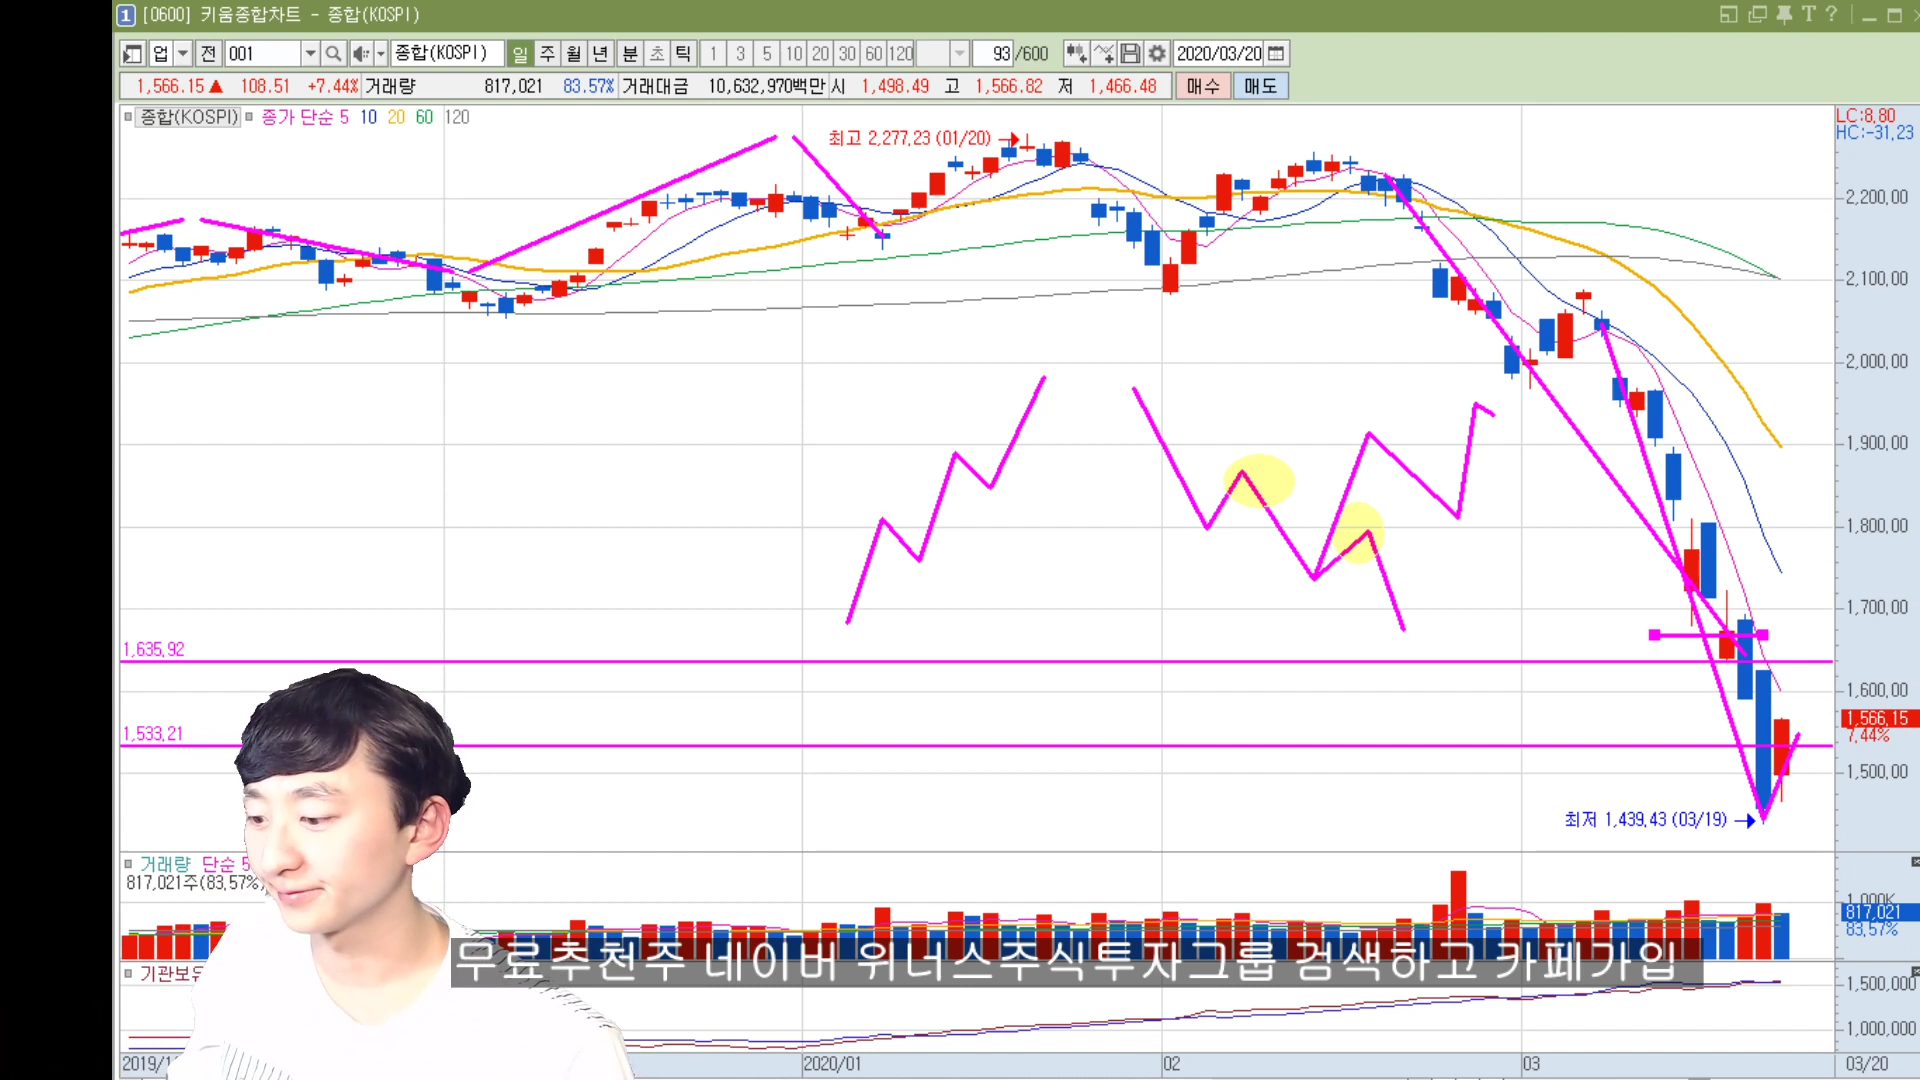 1 [0600] 키움종합차트 - 종합(KOSPI)
업 전 001 종합(KOSPI) 일 주 월 년 분 초 틱 1 3 5 10 20 30 60 120 93 /600 2020/03/20
1,566.15▲ 108.51 +7.44% 거래량 817,021 83.57% 거래대금 10,632,970백만 시 1,498.49 고 1,566.82 저 1,466.48 매수 매도
종합(KOSPI) 종가 단순 5 10 20 60 120
LC:8.80
HC:-31.23
최고 2,277.23 (01/20)
2,200.00
2,100.00
2,000.00
1,900.00
1,800.00
1,700.00
1,635.92
1,600.00
1,566.15
7.44%
1,533.21
1,500.00
최저 1,439.43 (03/19)
거래량 단순 5
817,021주(83.57%)
1,000K
817,021
83.57%
무료추천주 네이버 위너스주식투자그룹 검색하고 카페가입
1,500,000
1,000,000
2020/01 02 03 03/20